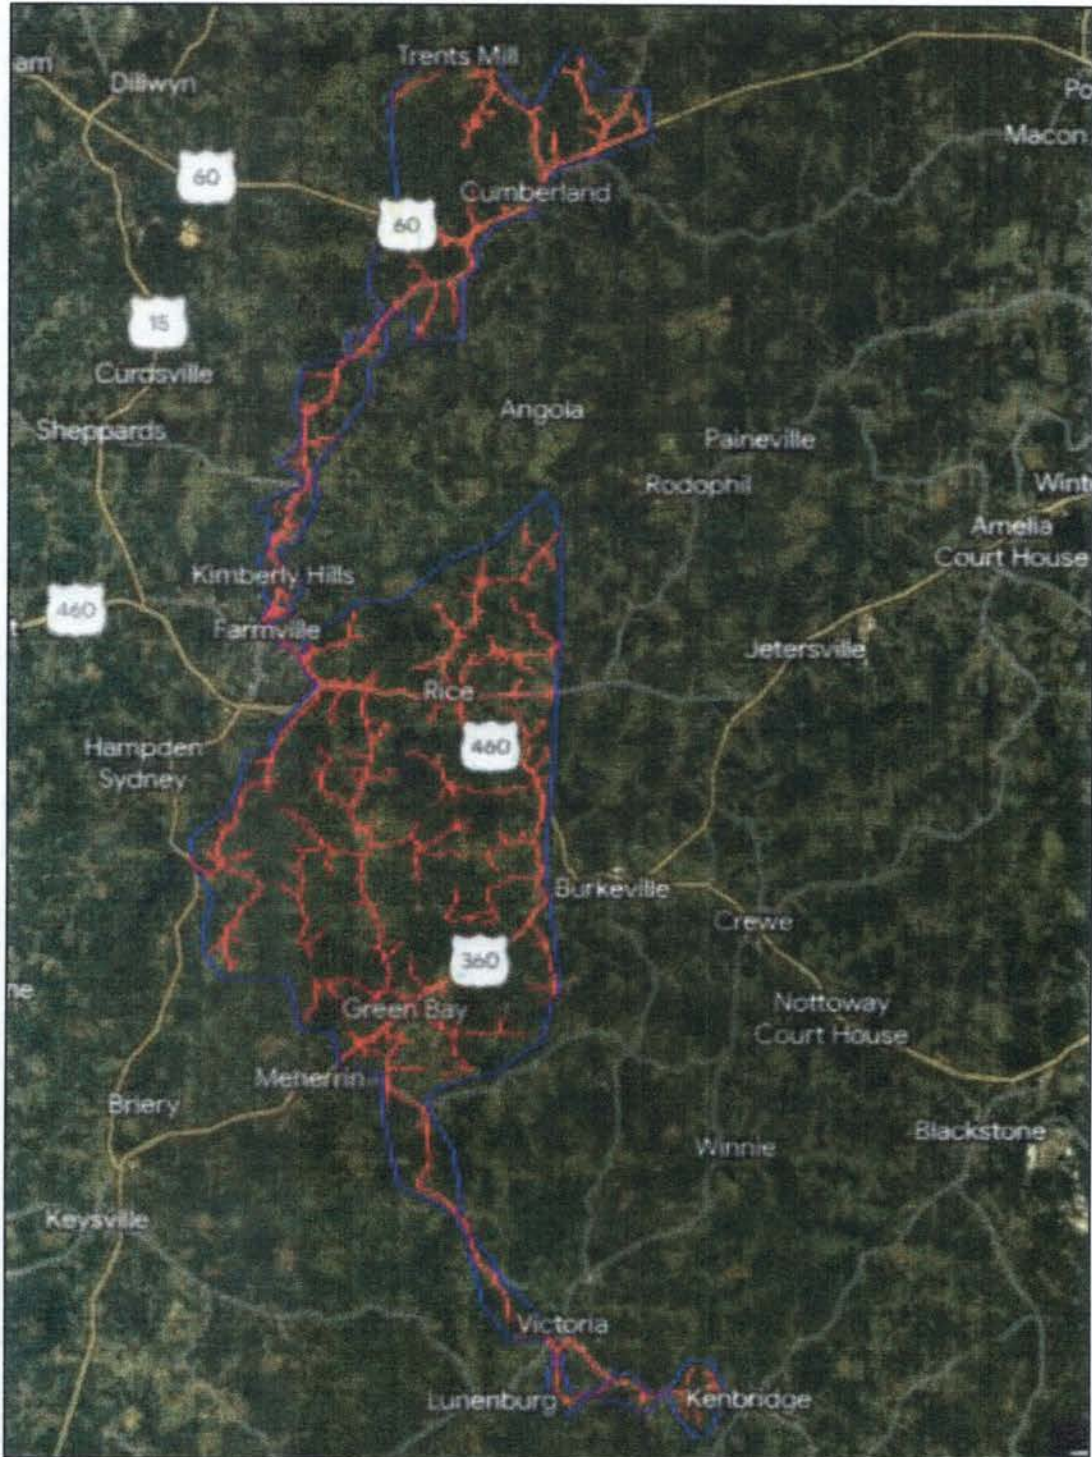 Trents Mill
am
Dillwyn
Po
Macon
60
Cumberland
60
15
Curdsville
Angola
Sheppards
Paineville
Rodophil
Wint
Amelia
Court House
Kimberly Hills
460
t
Farmville
Jetersville
Rice
460
Hampden
Sydney
Burkeville
Crewe
360
ne
Nottoway
Court House
Green Bay
Meherrin
Briery
Blackstone
Winnie
Keysville
Victoria
Lunenburg
Kenbridge